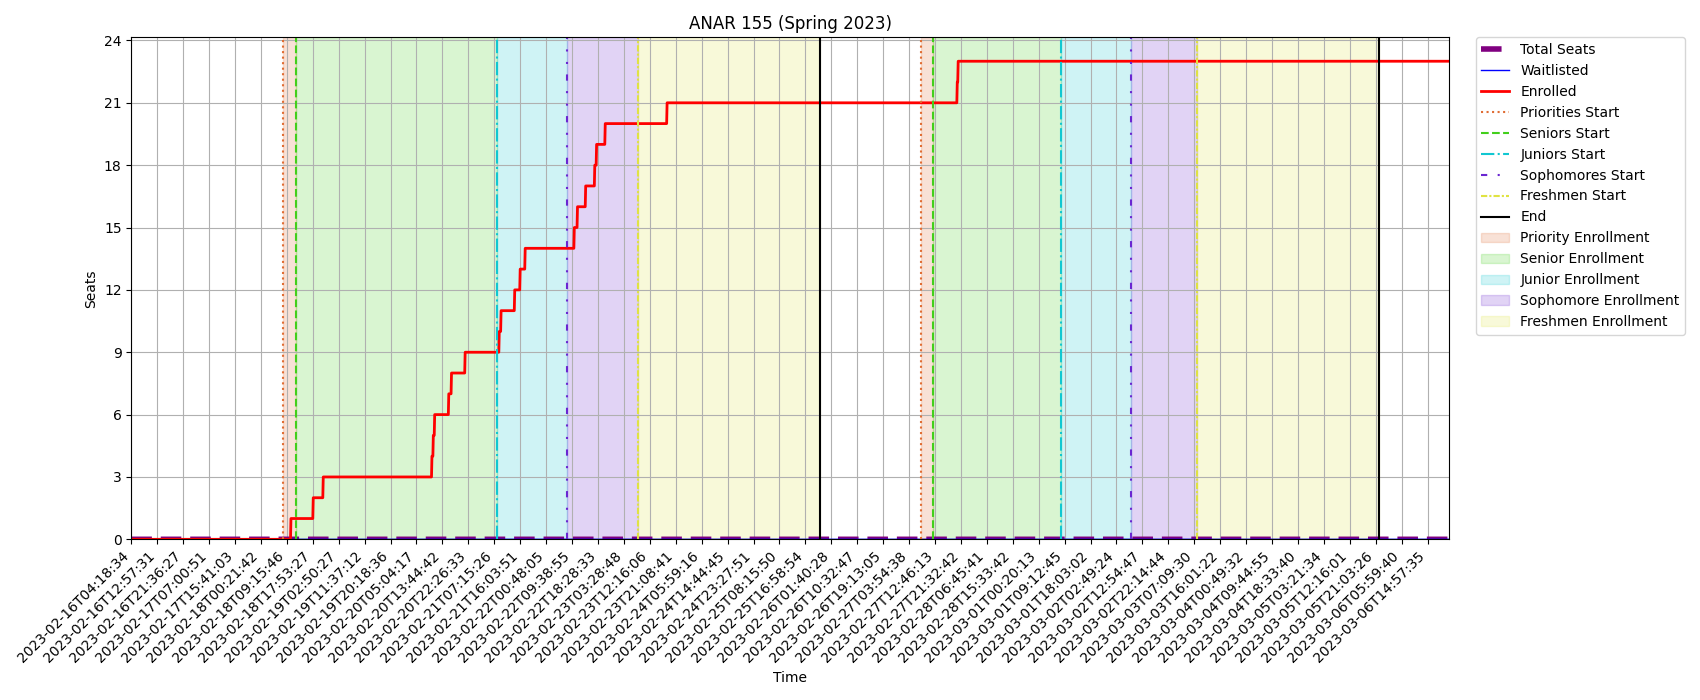 ANAR 155 (Spring 2023)
24
21
18
15
12
9
6
3
0
Seats
2023-02-16T04:18:34
2023-02-16T12:57:31
2023-02-16T21:36:27
2023-02-17T07:00:51
2023-02-17T15:41:03
2023-02-18T00:21:42
2023-02-18T09:15:46
2023-02-18T17:53:27
2023-02-19T02:50:27
2023-02-19T11:37:12
2023-02-19T20:18:36
2023-02-20T05:04:17
2023-02-20T13:44:42
2023-02-20T22:26:33
2023-02-21T07:15:26
2023-02-21T16:03:51
2023-02-22T00:48:05
2023-02-22T09:38:55
2023-02-22T18:28:33
2023-02-23T03:28:48
2023-02-23T12:16:06
2023-02-23T21:08:41
2023-02-24T05:59:16
2023-02-24T14:44:45
2023-02-24T23:27:51
2023-02-25T08:15:50
2023-02-25T16:58:54
2023-02-26T01:40:28
2023-02-26T10:32:47
2023-02-26T19:13:05
2023-02-27T03:54:38
2023-02-27T12:46:13
2023-02-27T21:32:42
2023-02-28T06:45:41
2023-02-28T15:33:42
2023-03-01T00:20:13
2023-03-01T09:12:45
2023-03-01T18:03:02
2023-03-02T02:49:24
2023-03-02T12:54:47
2023-03-02T22:14:44
2023-03-03T07:09:30
2023-03-03T16:01:22
2023-03-04T00:49:32
2023-03-04T09:44:55
2023-03-04T18:33:40
2023-03-05T03:21:34
2023-03-05T12:16:01
2023-03-05T21:03:26
2023-03-06T05:59:40
2023-03-06T14:57:35
Time
Total Seats
Waitlisted
Enrolled
Priorities Start
Seniors Start
Juniors Start
Sophomores Start
Freshmen Start
End
Priority Enrollment
Senior Enrollment
Junior Enrollment
Sophomore Enrollment
Freshmen Enrollment